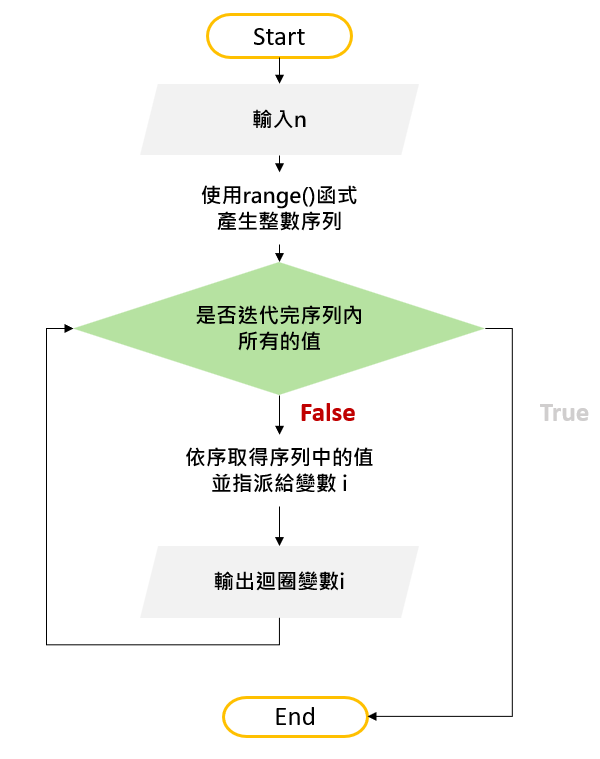 Start
輸入n
使用range()函式
產生整數序列
是否迭代完序列內
所有的值
False
True
依序取得序列中的值
並指派給變數 i
輸出迴圈變數i
End